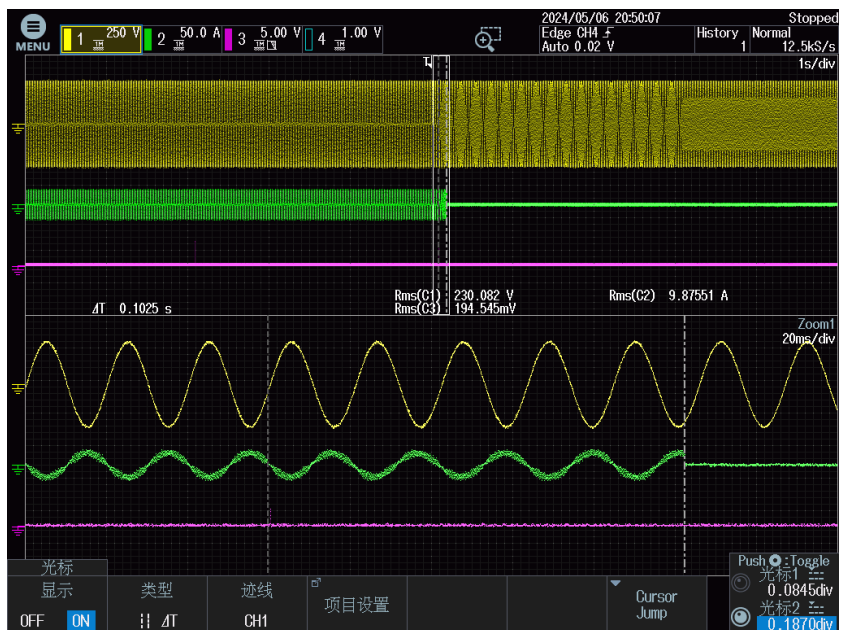 2024/05/06 20:50:07 Stopped
MENU 1 250 V 2 50.0 A 3 5.00 V 4 1.00 V Edge CH4 History Normal
Auto 0.02 V 1 12.5kS/s
1s/div
T
Rms(C1) 230.082 V Rms(C2) 9.87551 A
ΔT 0.1025 s Rms(C3) 194.545mV
Zoom1
20ms/div
光标
Push :Toggle
显示 类型 迹线 项目设置 Cursor Jump 光标1
0.0845div
OFF ON ΔT CH1 光标2
0.1870div